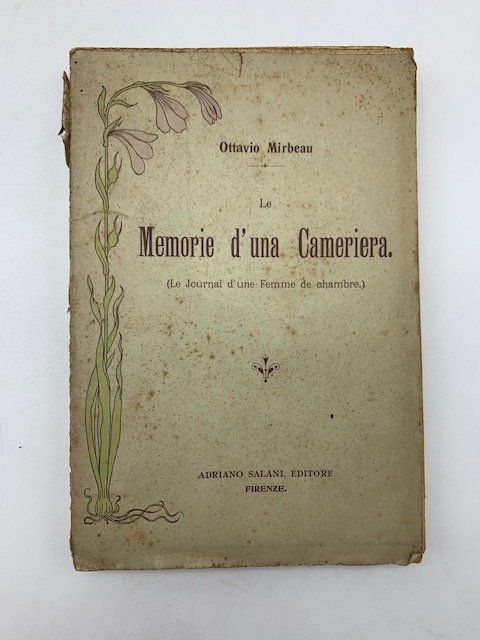 Ottavio Mirbeau
Le
Memorie d'una Cameriera.
(Le Journal d'une Femme de chambre.)
ADRIANO SALANI, EDITORE
FIRENZE.